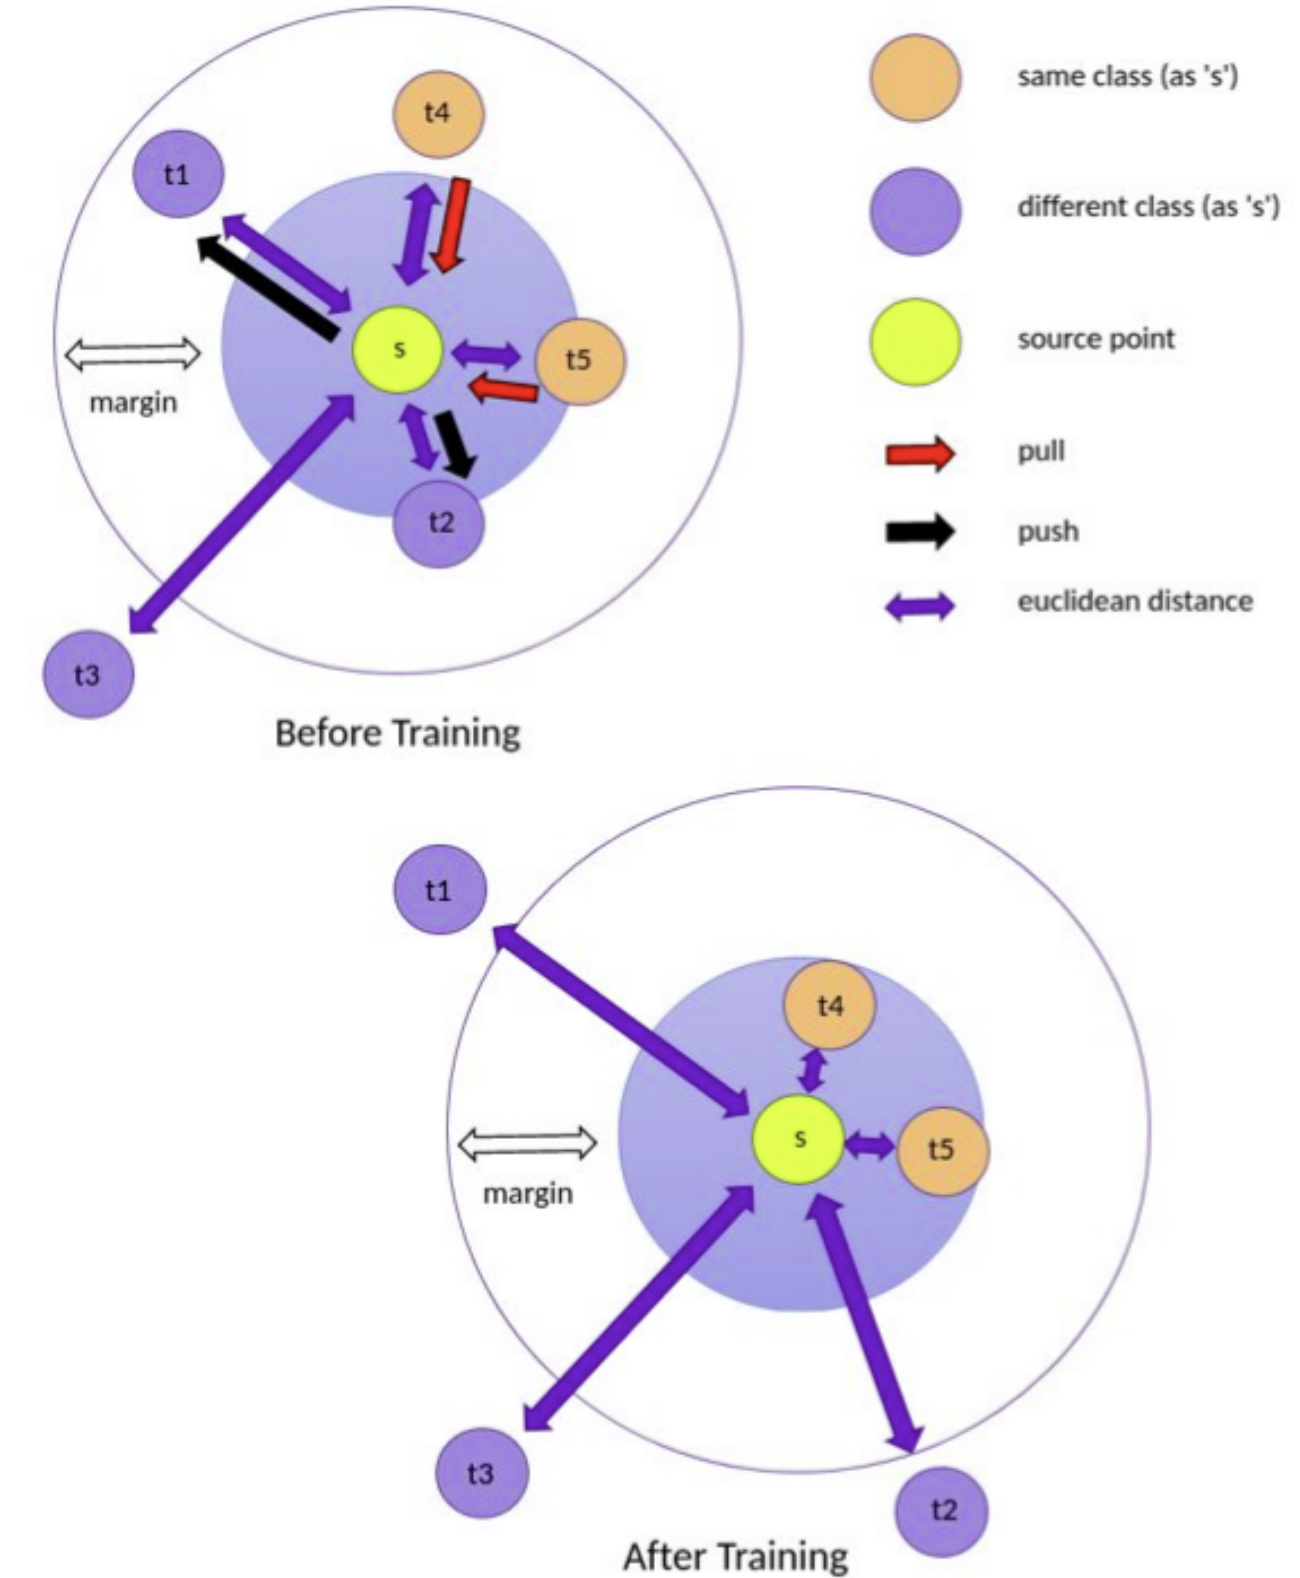 t4
same class (as 's')
t1
different class (as 's')
s
source point
t5
margin
pull
t2
push
euclidean distance
t3
Before Training
t1
t4
s
t5
margin
t3
t2
After Training